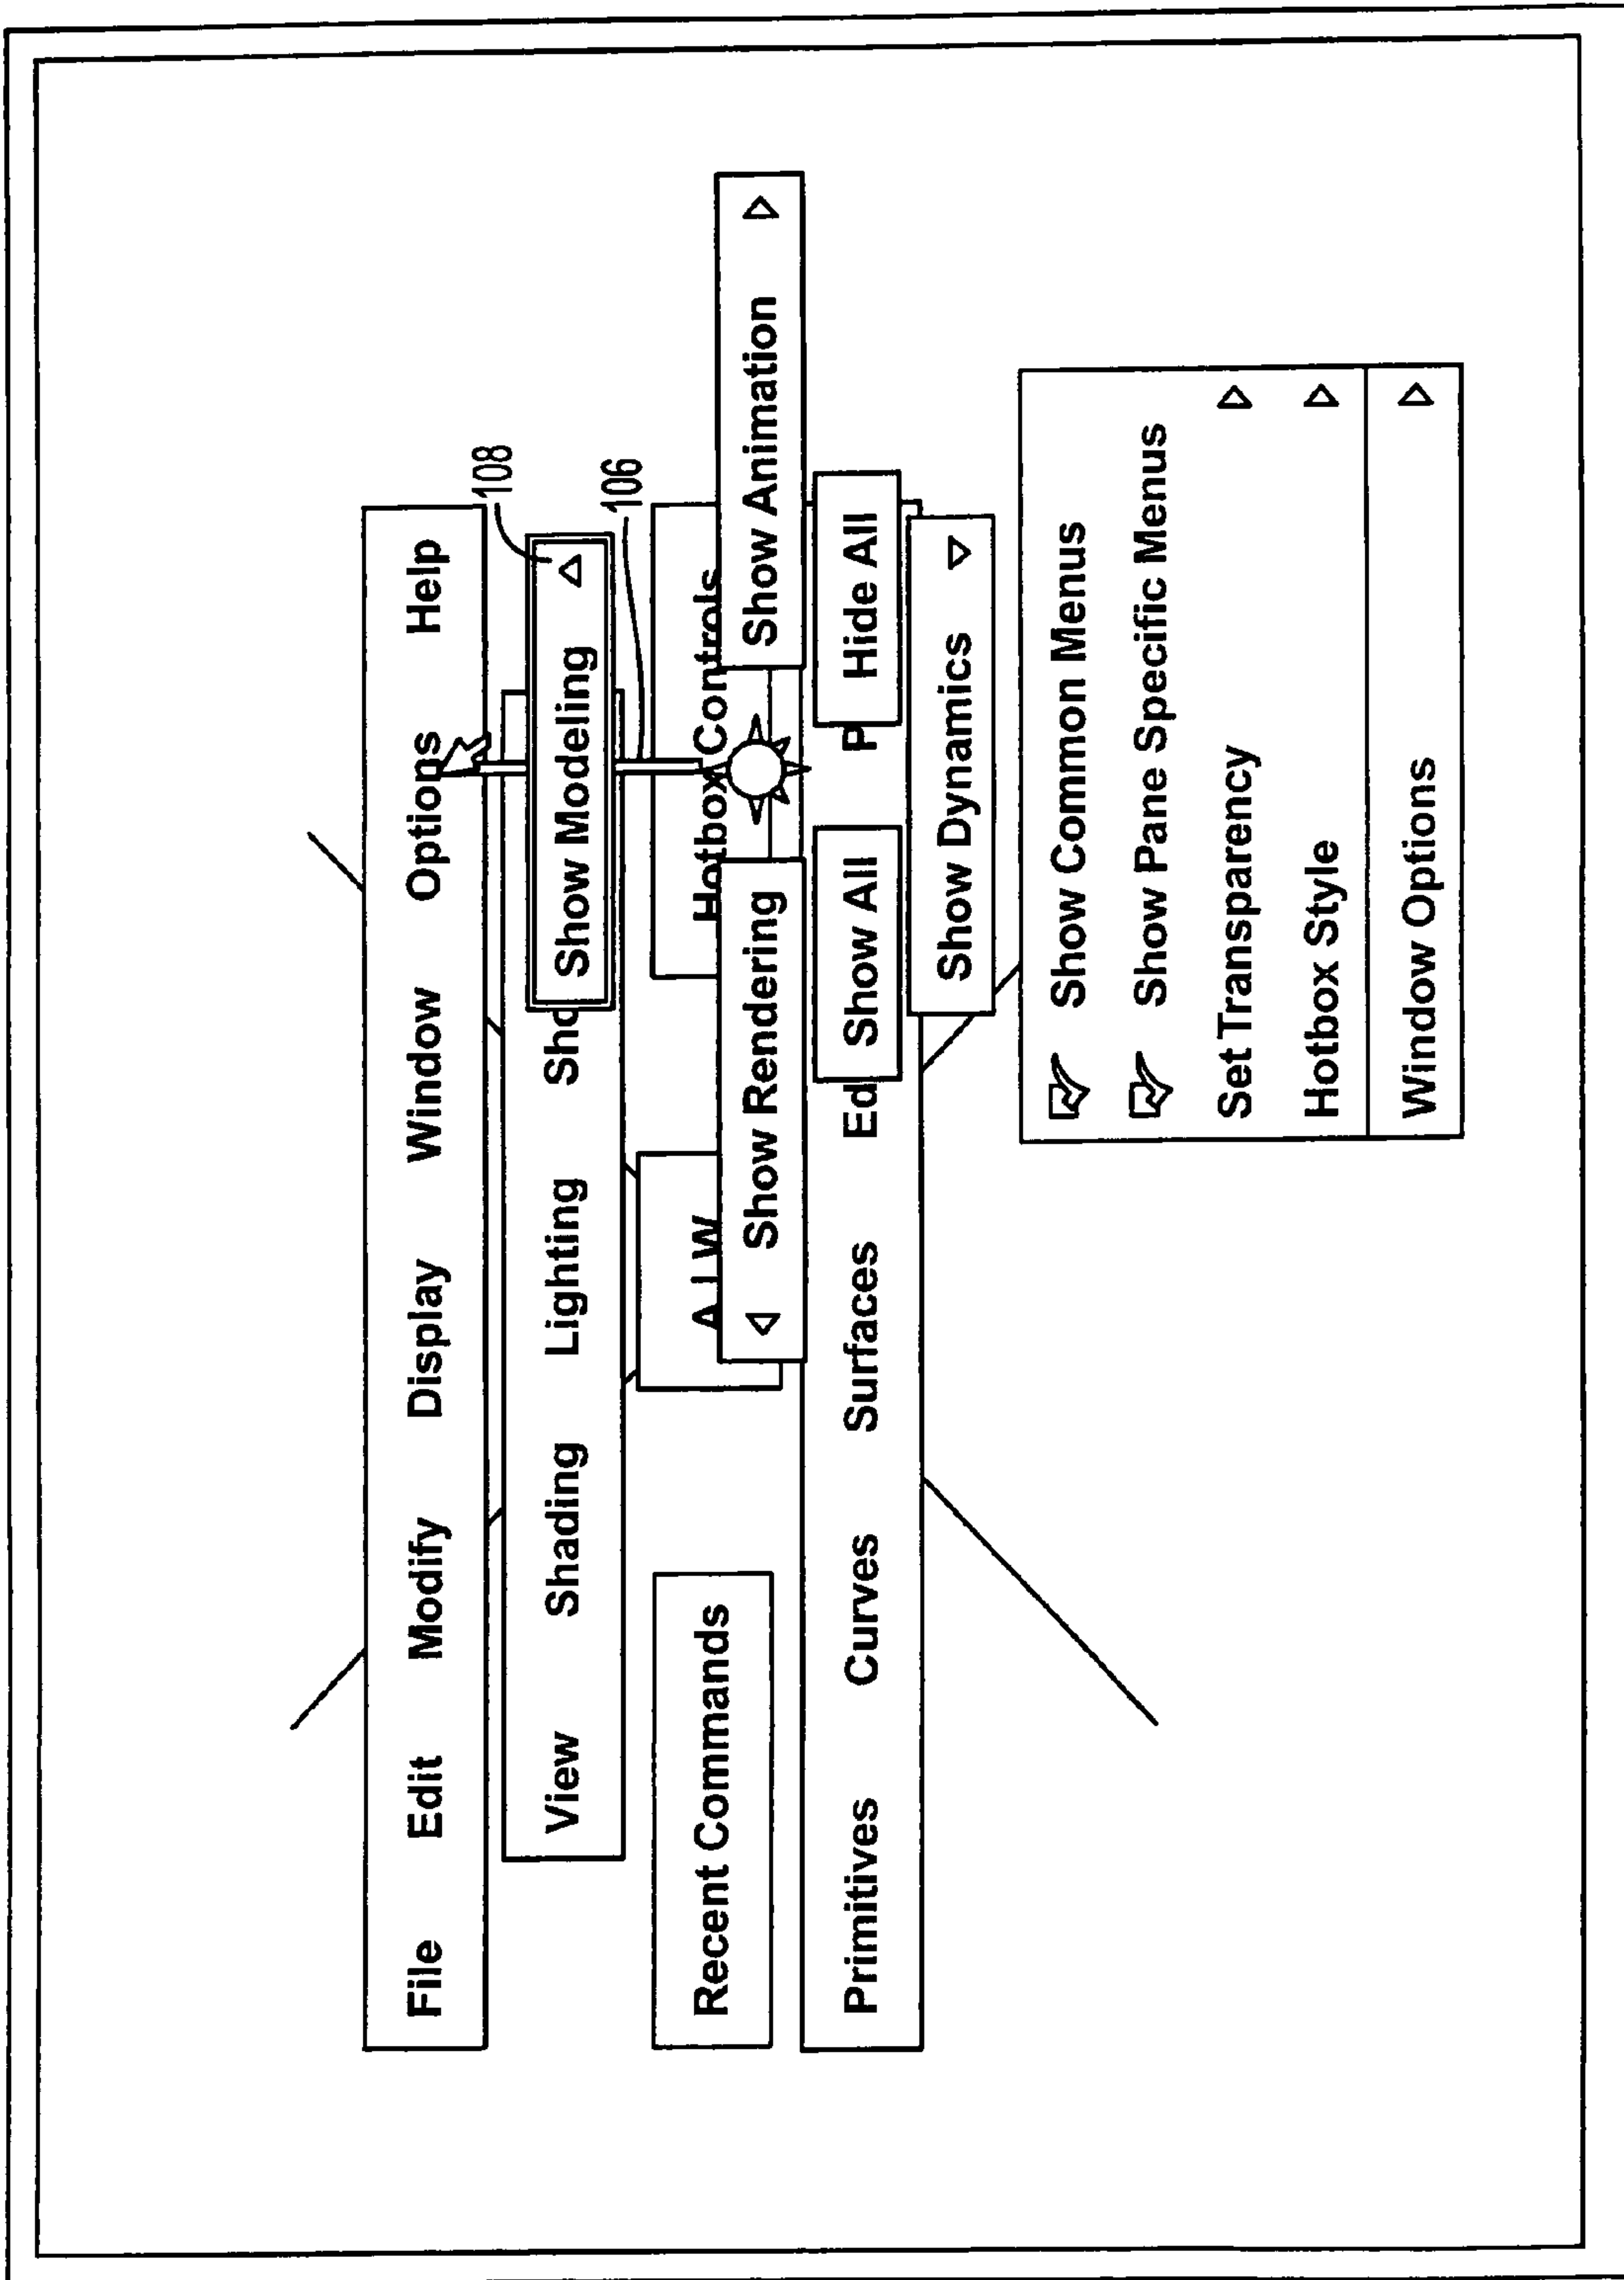 File Edit Modify Display Window Options Help
108
View Shading Lighting Sho
Show Modeling
106
Recent Commands
A | W
Hotbox Controls
Show Rendering
Show Animation
Primitives Curves Surfaces Ed
Show All
P
Hide All
Show Dynamics
Show Common Menus
Show Pane Specific Menus
Set Transparency
Hotbox Style
Window Options